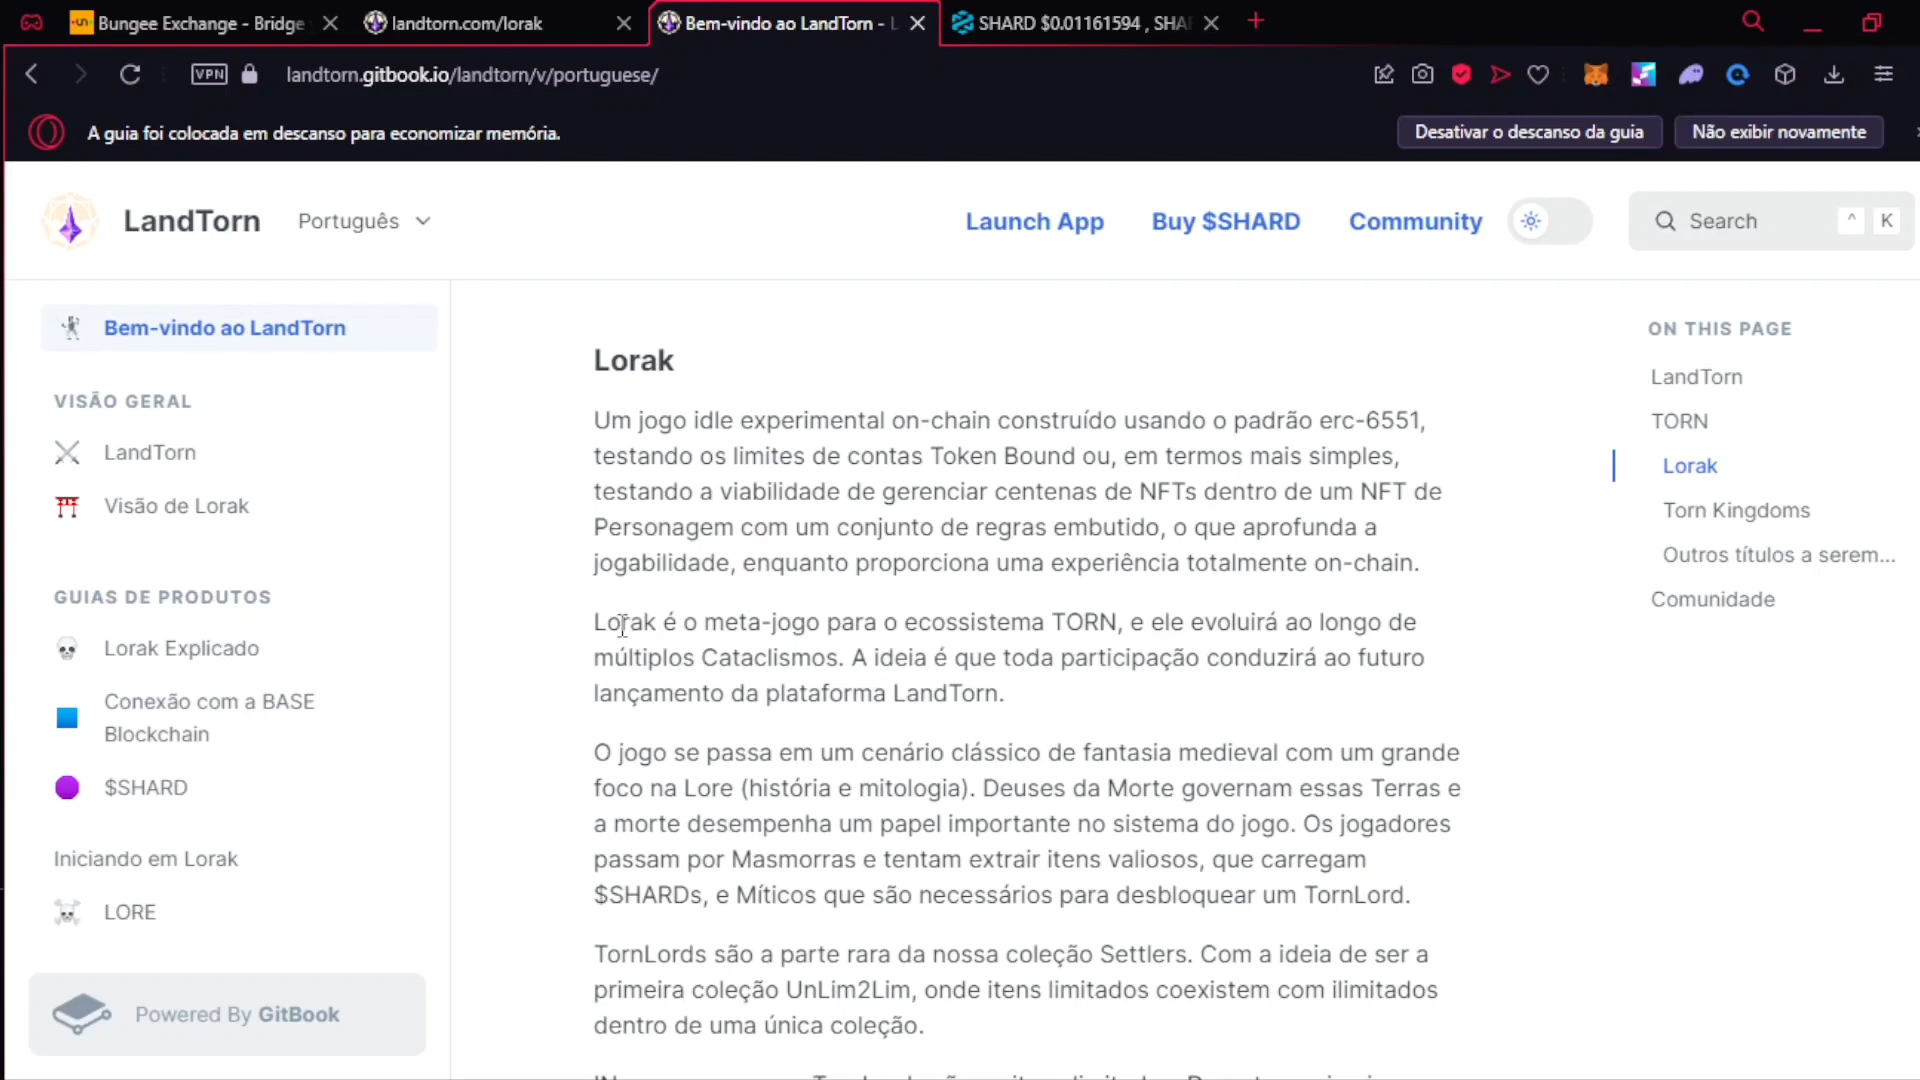 Bungee Exchange - Bridge
landtorn.com/lorak
Bem-vindo ao LandTorn - L
SHARD $0.01161594 , SHA
VPN
landtorn.gitbook.io/landtorn/v/portuguese/
A guia foi colocada em descanso para economizar memória.
Desativar o descanso da guia
Não exibir novamente
LandTorn
Português
Launch App
Buy $SHARD
Community
Search
^ K
Bem-vindo ao LandTorn
VISÃO GERAL
LandTorn
Visão de Lorak
GUIAS DE PRODUTOS
Lorak Explicado
Conexão com a BASE
Blockchain
$SHARD
Iniciando em Lorak
LORE
Powered By GitBook
Lorak
Um jogo idle experimental on-chain construído usando o padrão erc-6551,
testando os limites de contas Token Bound ou, em termos mais simples,
testando a viabilidade de gerenciar centenas de NFTs dentro de um NFT de
Personagem com um conjunto de regras embutido, o que aprofunda a
jogabilidade, enquanto proporciona uma experiência totalmente on-chain.
Lorak é o meta-jogo para o ecossistema TORN, e ele evoluirá ao longo de
múltiplos Cataclismos. A ideia é que toda participação conduzirá ao futuro
lançamento da plataforma LandTorn.
O jogo se passa em um cenário clássico de fantasia medieval com um grande
foco na Lore (história e mitologia). Deuses da Morte governam essas Terras e
a morte desempenha um papel importante no sistema do jogo. Os jogadores
passam por Masmorras e tentam extrair itens valiosos, que carregam
$SHARDs, e Míticos que são necessários para desbloquear um TornLord.
TornLords são a parte rara da nossa coleção Settlers. Com a ideia de ser a
primeira coleção UnLim2Lim, onde itens limitados coexistem com ilimitados
dentro de uma única coleção.
ON THIS PAGE
LandTorn
TORN
Lorak
Torn Kingdoms
Outros títulos a serem...
Comunidade